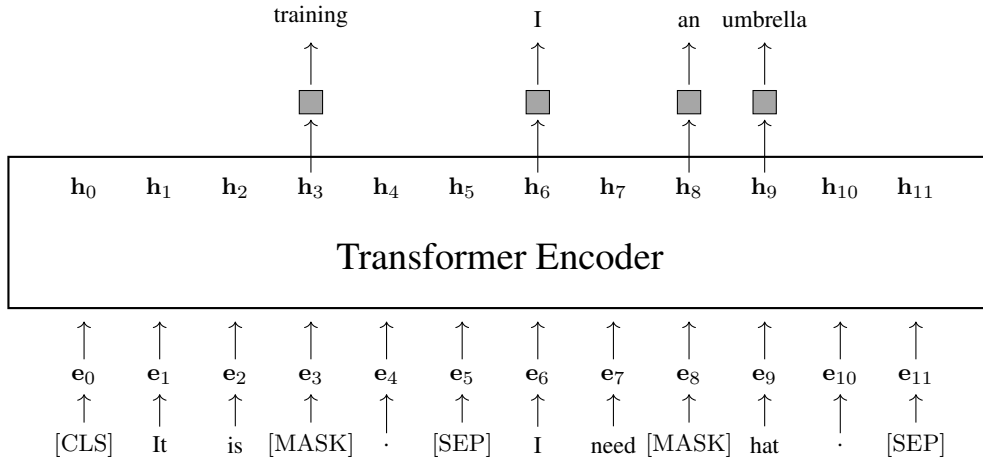 training I an umbrella
h0 h1 h2 h3 h4 h5 h6 h7 h8 h9 h10 h11
Transformer Encoder
e0 e1 e2 e3 e4 e5 e6 e7 e8 e9 e10 e11
[CLS] It is [MASK] . [SEP] I need [MASK] hat . [SEP]